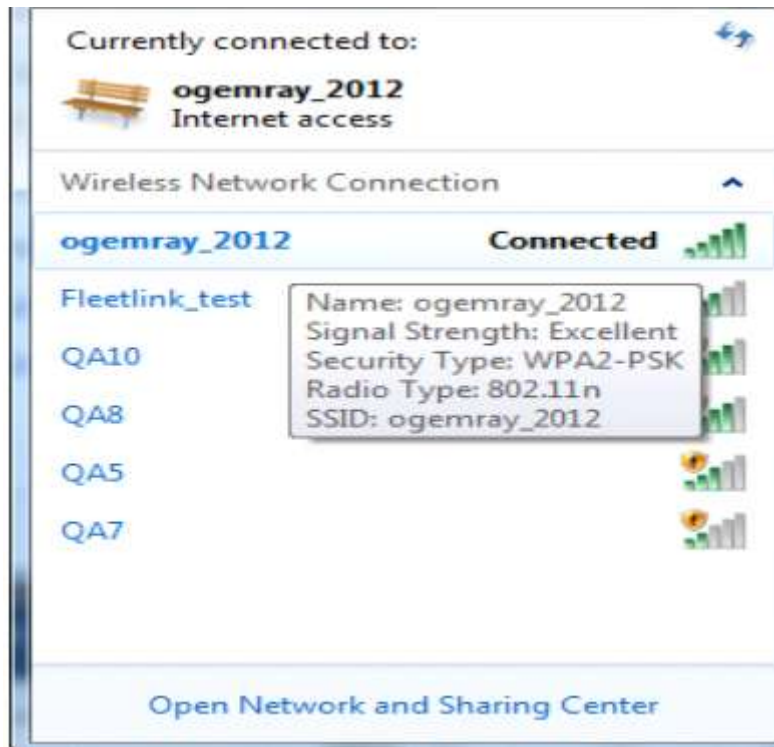 Currently connected to:
ogemray_2012
Internet access
Wireless Network Connection
ogemray_2012 Connected
Fleetlink_test
Name: ogemray_2012
Signal Strength: Excellent
QA10
Security Type: WPA2-PSK
Radio Type: 802.11n
QA8
SSID: ogemray_2012
QA5
QA7
Open Network and Sharing Center